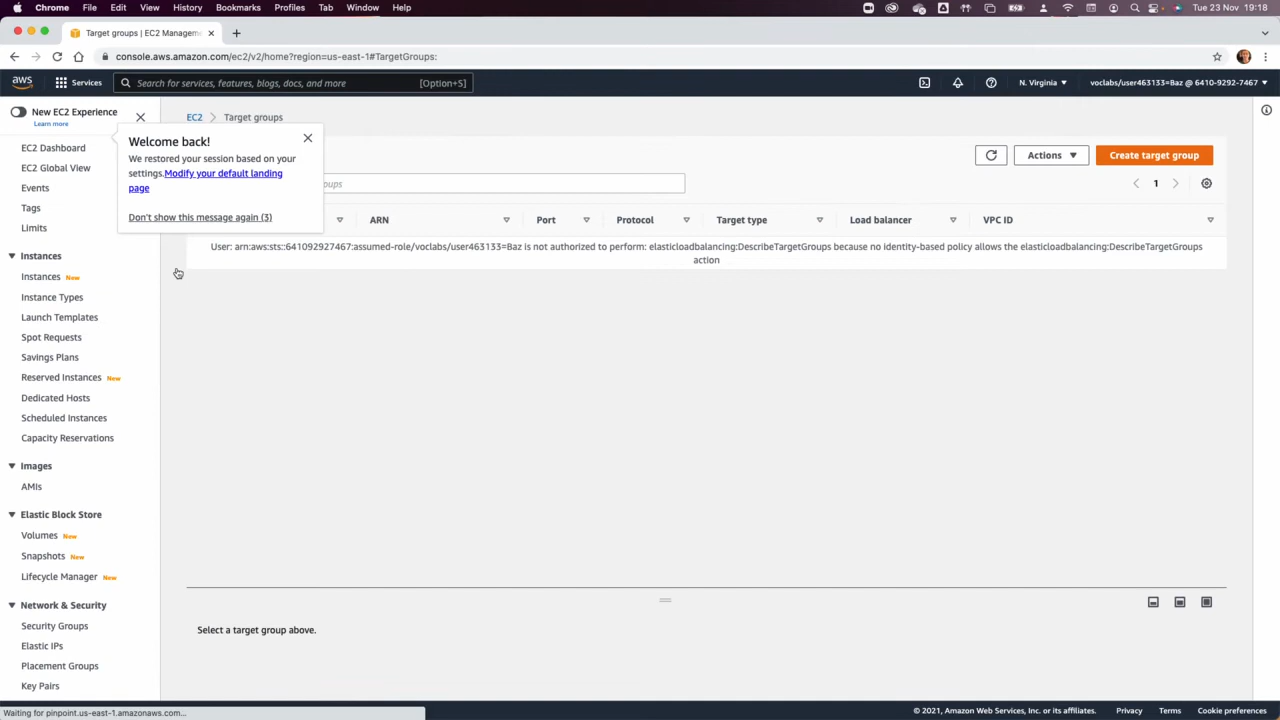 Chrome File Edit View History Bookmarks Profiles Tab Window Help
Tue 23 Nov 19:18
Target groups | EC2 Manageme
console.aws.amazon.com/ec2/v2/home?region=us-east-1#TargetGroups:
aws Services Search for services, features, blogs, docs, and more [Option+S] N. Virginia voclabs/user463133=Baz @ 6410-9292-7467
New EC2 Experience
Learn more
EC2 Target groups
Welcome back!
We restored your session based on your
settings.Modify your default landing
page
Don't show this message again (3)
Actions Create target group
1
ARN Port Protocol Target type Load balancer VPC ID
User: arn:aws:sts::641092927467:assumed-role/voclabs/user463133=Baz is not authorized to perform: elasticloadbalancing:DescribeTargetGroups because no identity-based policy allows the elasticloadbalancing:DescribeTargetGroups
action
EC2 Dashboard
EC2 Global View
Events
Tags
Limits
Instances
Instances New
Instance Types
Launch Templates
Spot Requests
Savings Plans
Reserved Instances New
Dedicated Hosts
Scheduled Instances
Capacity Reservations
Images
AMIs
Elastic Block Store
Volumes New
Snapshots New
Lifecycle Manager New
Network & Security
Security Groups
Elastic IPs
Placement Groups
Key Pairs
Select a target group above.
Waiting for pinpoint.us-east-1.amazonaws.com...
© 2021, Amazon Web Services, Inc. or its affiliates. Privacy Terms Cookie preferences